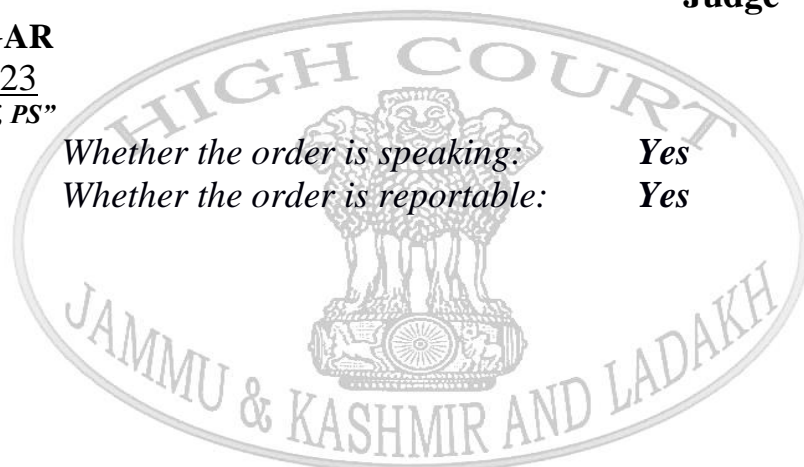 Judge
AR
23
PS”
Whether the order is speaking: Yes
Whether the order is reportable: Yes
HIGH COURT
JAMMU & KASHMIR AND LADAKH